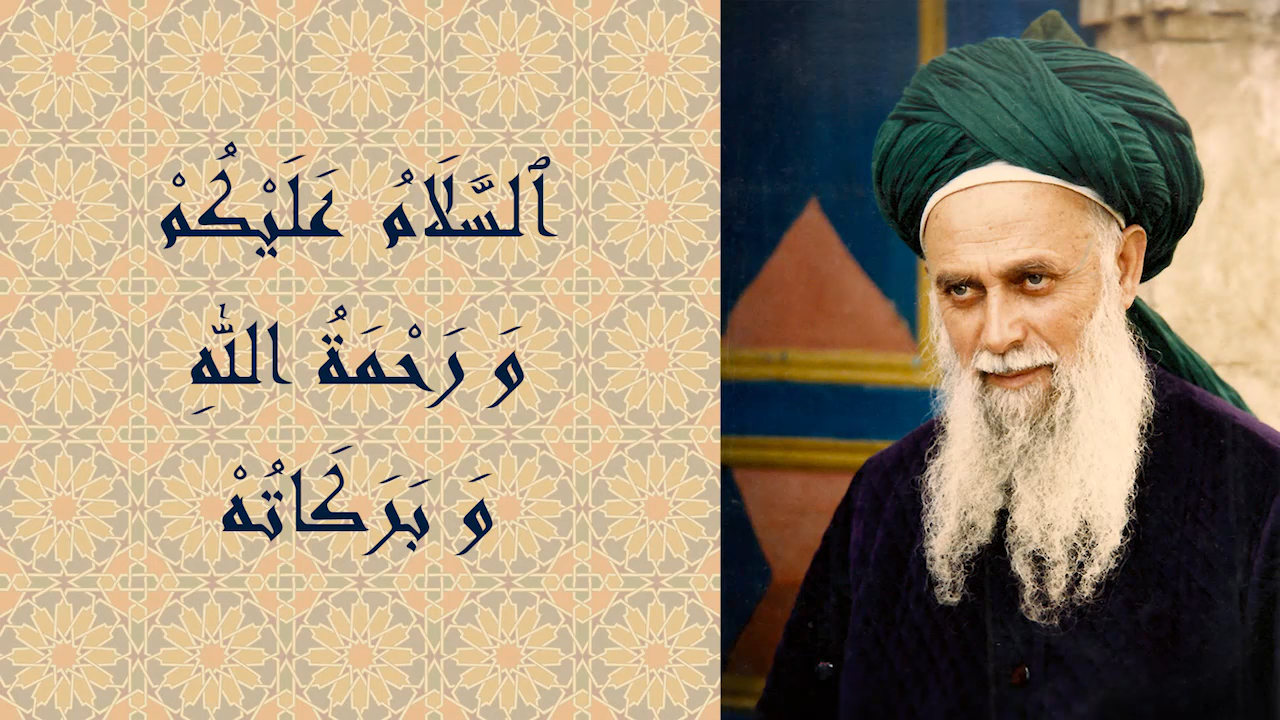 ٱلسَّلَامُ عَلَيْكُمْ
وَ رَحْمَةُ اللّٰهِ
وَ بَرَكَاتُهْ